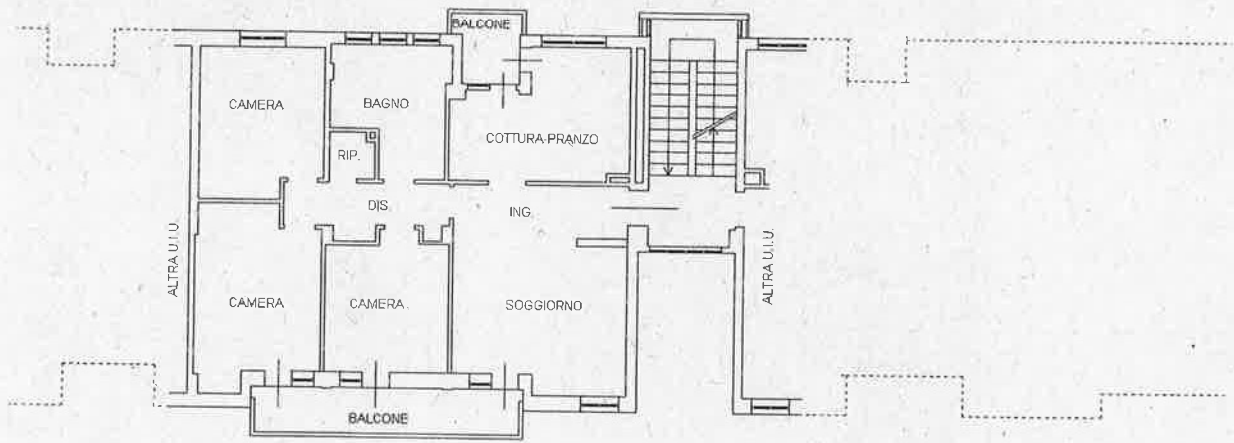 BALCONE
CAMERA
BAGNO
COTTURA-PRANZO
RIP.
DIS.
ING.
ALTRA U.I.U.
ALTRA U.I.U.
CAMERA
CAMERA
SOGGIORNO
BALCONE